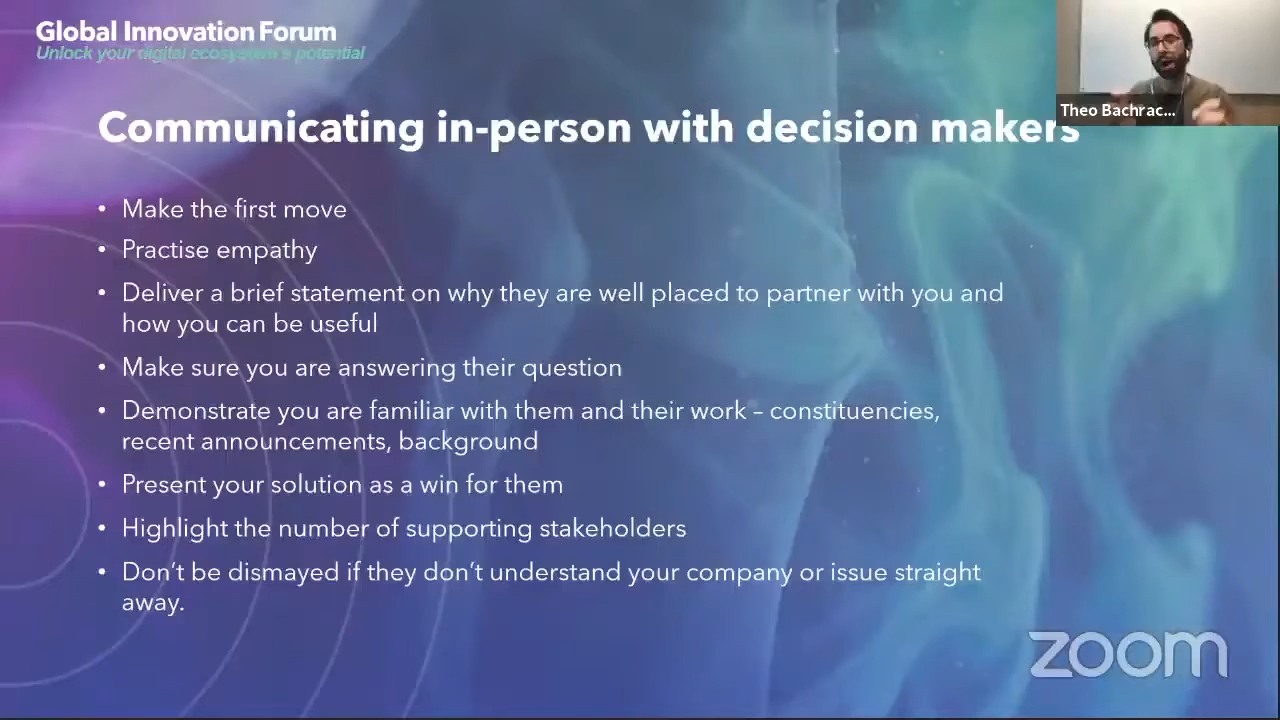 Global Innovation Forum
Unlock your digital ecosystem's potential
Theo Bachrac...
Communicating in-person with decision makers
• Make the first move
• Practise empathy
• Deliver a brief statement on why they are well placed to partner with you and
how you can be useful
• Make sure you are answering their question
• Demonstrate you are familiar with them and their work – constituencies,
recent announcements, background
• Present your solution as a win for them
• Highlight the number of supporting stakeholders
• Don't be dismayed if they don't understand your company or issue straight
away.
zoom